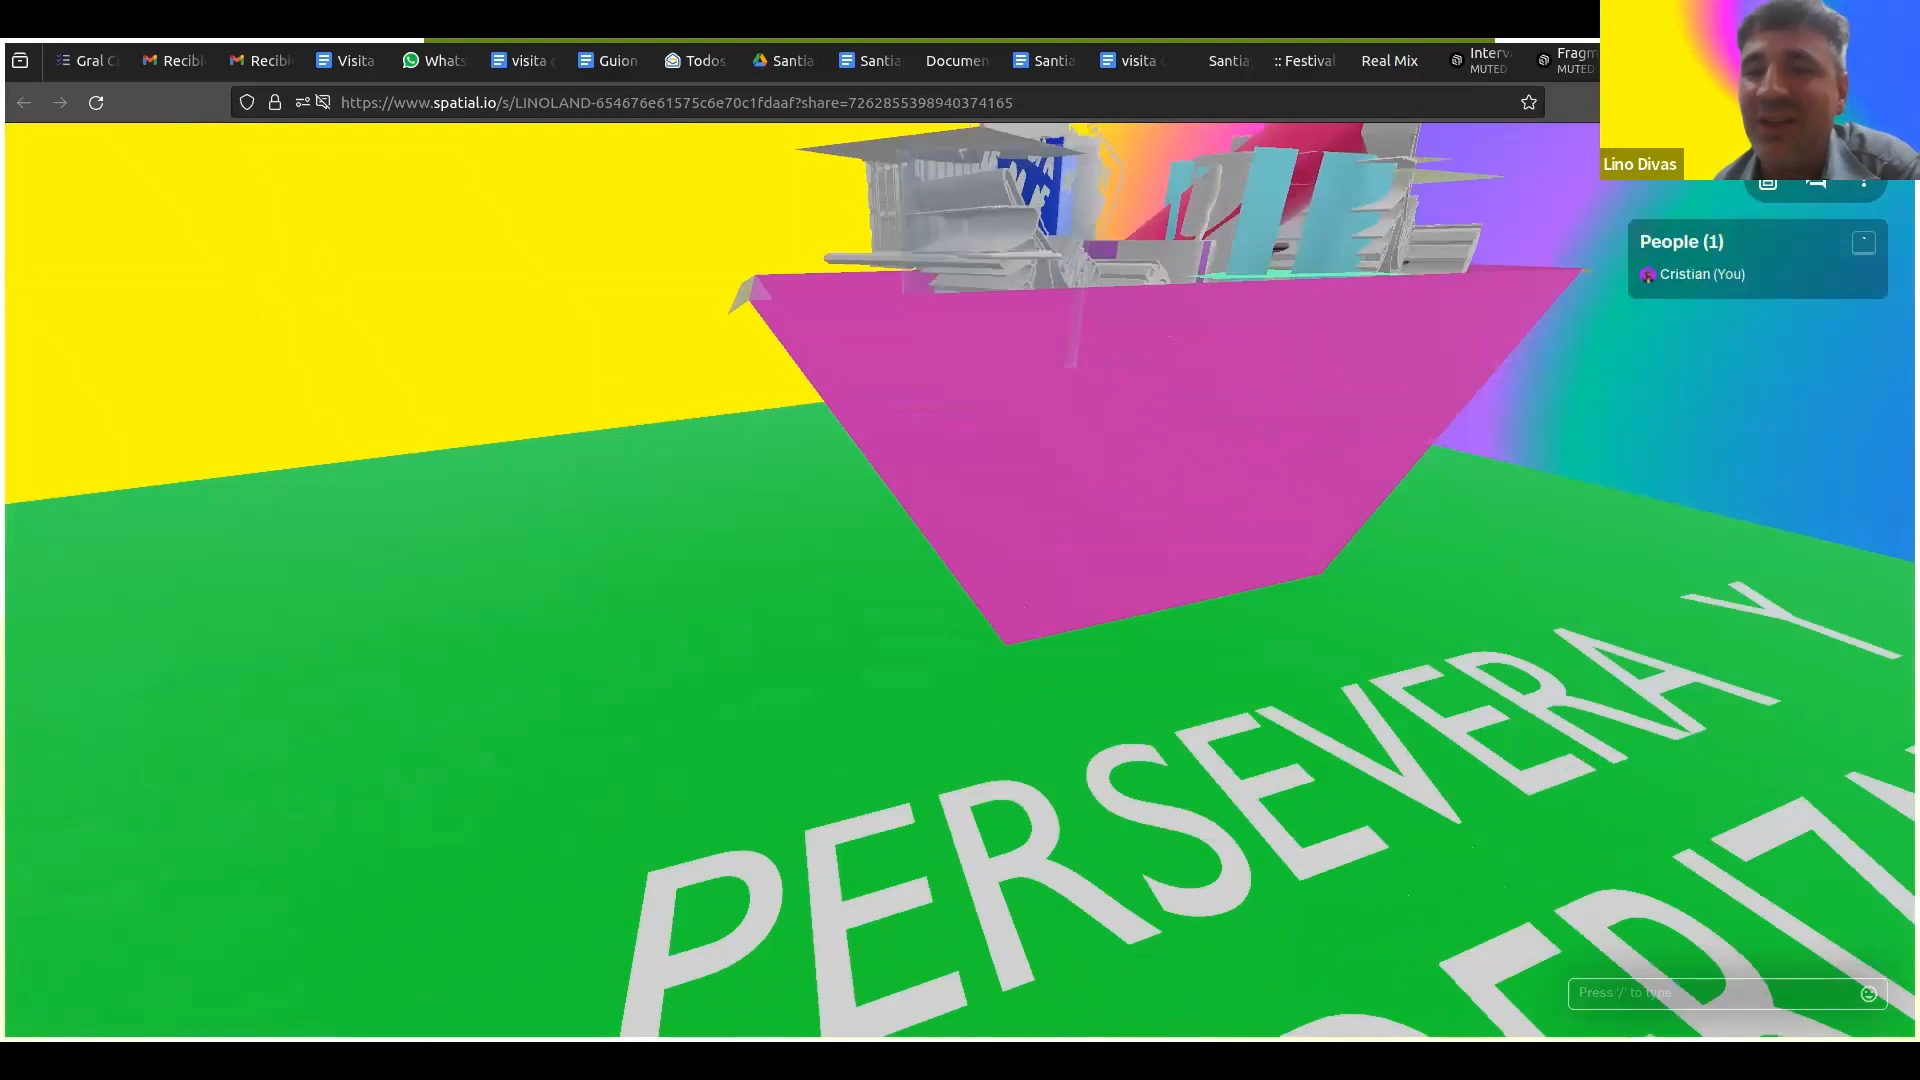 Gral C
Recibi
Recibi
Visita
Whats
visita
Guion
Todos
Santia
Santia
Documen
Santia
visita
Santia
:: Festival
Real Mix
Interv
MUTED
Fragm
MUTED
https://www.spatial.io/s/LINOLAND-654676e61575c6e70c1fdaaf?share=7262855398940374165
Lino Divas
People (1)
Cristian (You)
PERSEVERA Y
Press '/' to type